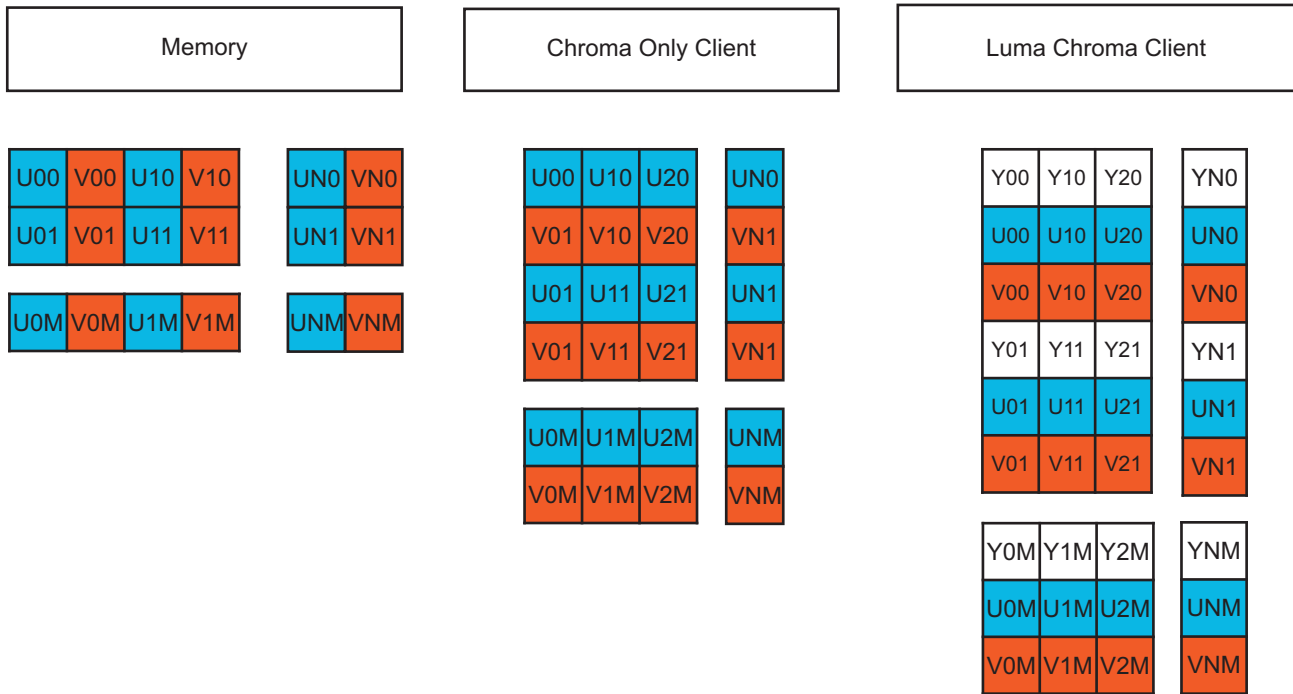 Memory
U00 V00 U10 V10 UN0 VN0
U01 V01 U11 V11 UN1 VN1
U0M V0M U1M V1M UNM VNM
Chroma Only Client
U00 U10 U20 UN0
V01 V10 V20 VN1
U01 U11 U21 UN1
V01 V11 V21 VN1
U0M U1M U2M UNM
V0M V1M V2M VNM
Luma Chroma Client
Y00 Y10 Y20 YN0
U00 U10 U20 UN0
V00 V10 V20 VN0
Y01 Y11 Y21 YN1
U01 U11 U21 UN1
V01 V11 V21 VN1
Y0M Y1M Y2M YNM
U0M U1M U2M UNM
V0M V1M V2M VNM